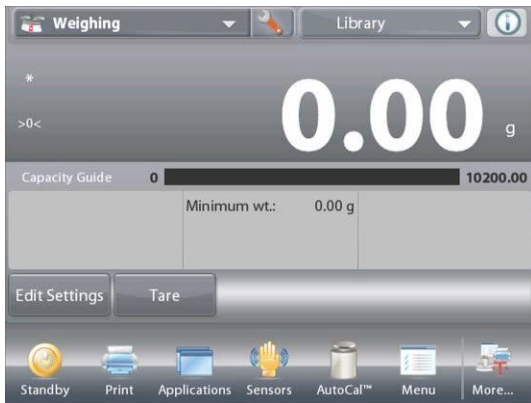 Weighing
Library
*
0.00 g
>0<
Capacity Guide 0 10200.00
Minimum wt.: 0.00 g
Edit Settings Tare
Standby Print Applications Sensors AutoCal™ Menu More...